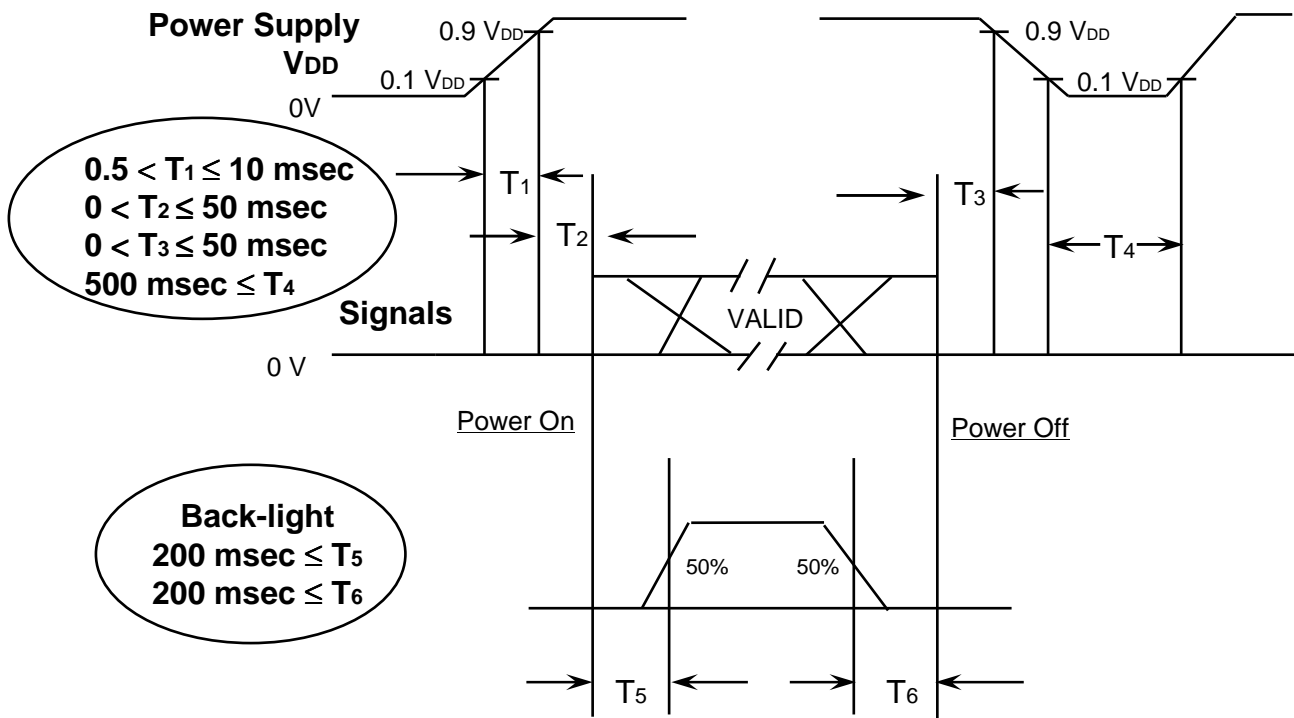 Power Supply
VDD
0.9 VDD
0.9 VDD
0.1 VDD
0.1 VDD
0V
0.5 < T1 ≤ 10 msec
0 < T2 ≤ 50 msec
0 < T3 ≤ 50 msec
500 msec ≤ T4
T1
T2
T3
T4
Signals
VALID
0 V
Power On
Power Off
Back-light
200 msec ≤ T5
200 msec ≤ T6
50%
50%
T5
T6